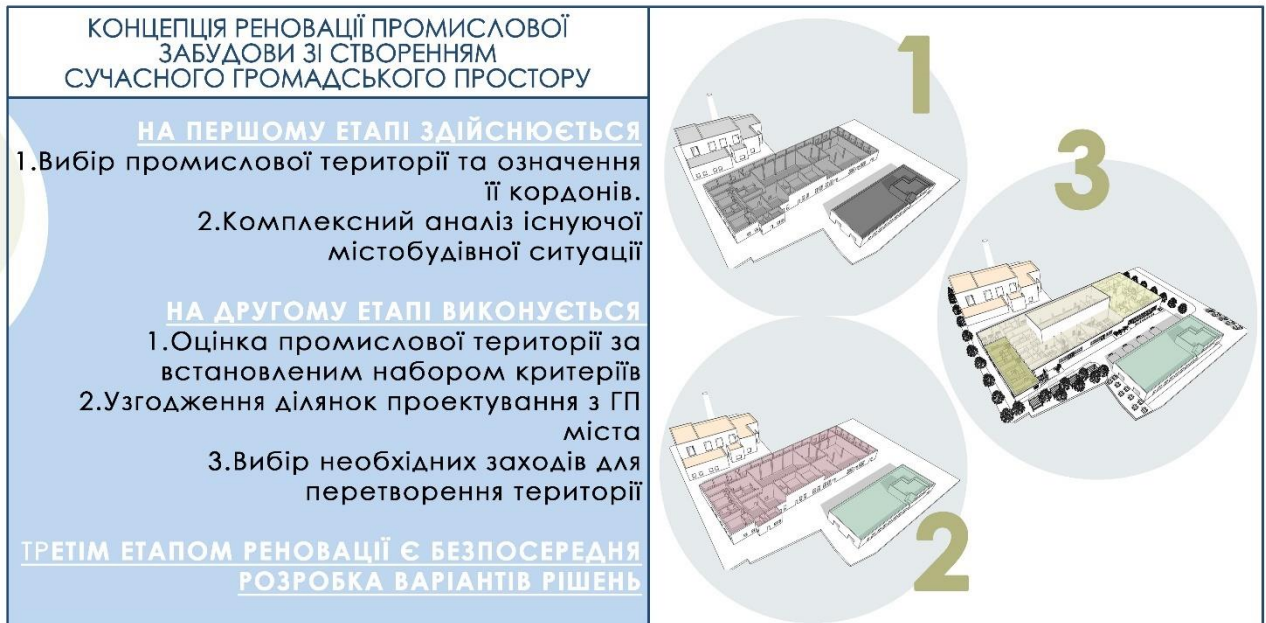 КОНЦЕПЦІЯ РЕНОВАЦІЇ ПРОМИСЛОВОЇ
ЗАБУДОВИ ЗІ СТВОРЕННЯМ
СУЧАСНОГО ГРОМАДСЬКОГО ПРОСТОРУ
НА ПЕРШОМУ ЕТАПІ ЗДІЙСНЮЄТЬСЯ
1.Вибір промислової території та означення
її кордонів.
2.Комплексний аналіз існуючої
містобудівної ситуації
НА ДРУГОМУ ЕТАПІ ВИКОНУЄТЬСЯ
1.Оцінка промислової території за
встановленим набором критеріїв
2.Узгодження ділянок проектування з ГП
міста
3.Вибір необхідних заходів для
перетворення території
ТРЕТІМ ЕТАПОМ РЕНОВАЦІЇ Є БЕЗПОСЕРЕДНЯ
РОЗРОБКА ВАРІАНТІВ РІШЕНЬ
1
3
2